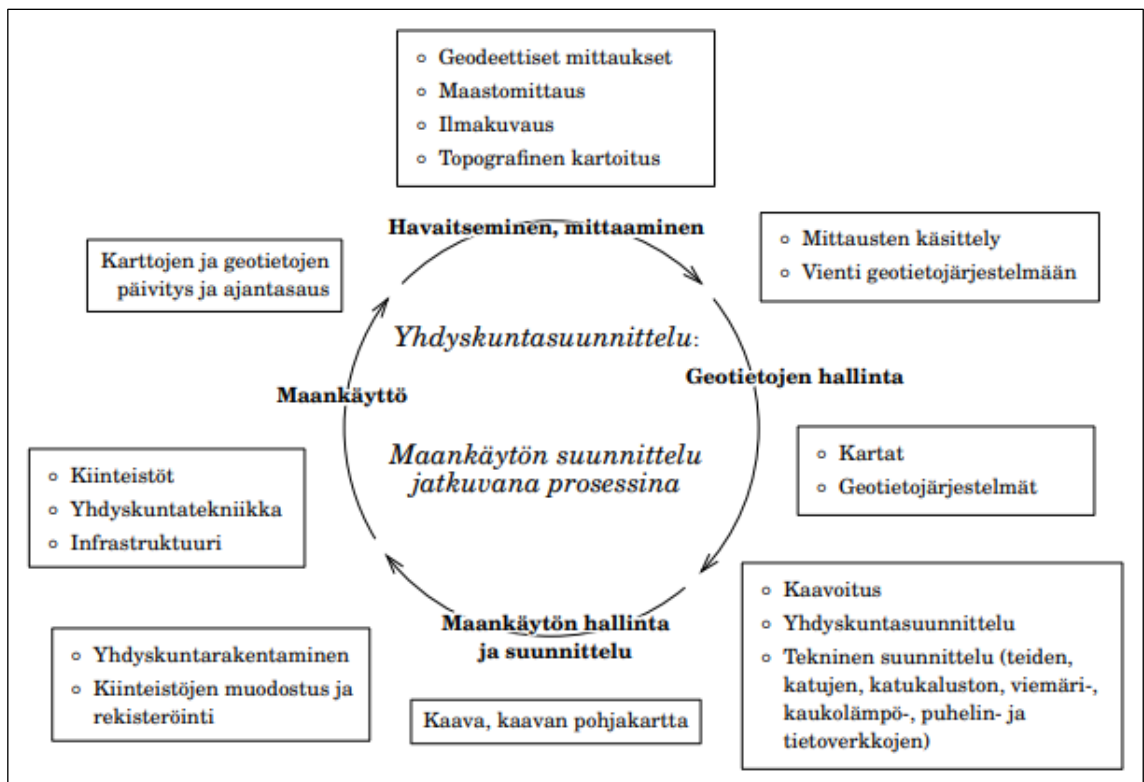 Geodeettiset mittaukset
Maastomittaus
Ilmakuvaus
Topografinen kartoitus
Havaitseminen, mittaaminen
Mittausten käsittely
Vienti geotietojärjestelmään
Karttojen ja geotietojen
päivitys ja ajantasaus
Yhdyskuntasuunnittelu:
Geotietojen hallinta
Maankäyttö
Maankäytön suunnittelu
jatkuvana prosessina
Kartat
Geotietojärjestelmät
Kiinteistöt
Yhdyskuntatekniikka
Infrastruktuuri
Kaavoitus
Yhdyskuntasuunnittelu
Tekninen suunnittelu (teiden,
katujen, katukaluston, viemäri-,
kaukolämpö-, puhelin- ja
tietoverkkojen)
Maankäytön hallinta
ja suunnittelu
Yhdyskuntarakentaminen
Kiinteistöjen muodostus ja
rekisteröinti
Kaava, kaavan pohjakartta